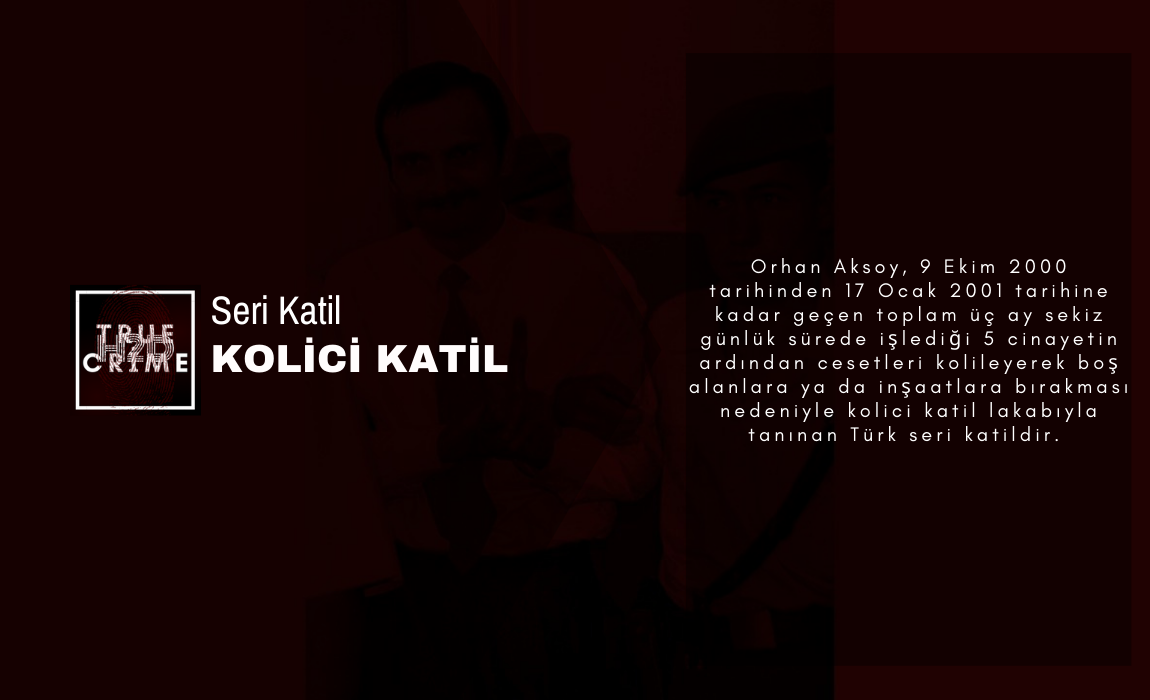 TRUE
H2D
CRIME
Seri Katil
KOLİCİ KATİL
Orhan Aksoy, 9 Ekim 2000
tarihinden 17 Ocak 2001 tarihine
kadar geçen toplam üç ay sekiz
günlük sürede işlediği 5 cinayetin
ardından cesetleri kolileyerek boş
alanlara ya da inşaatlara bırakması
nedeniyle kolici katil lakabıyla
tanınan Türk seri katildir.